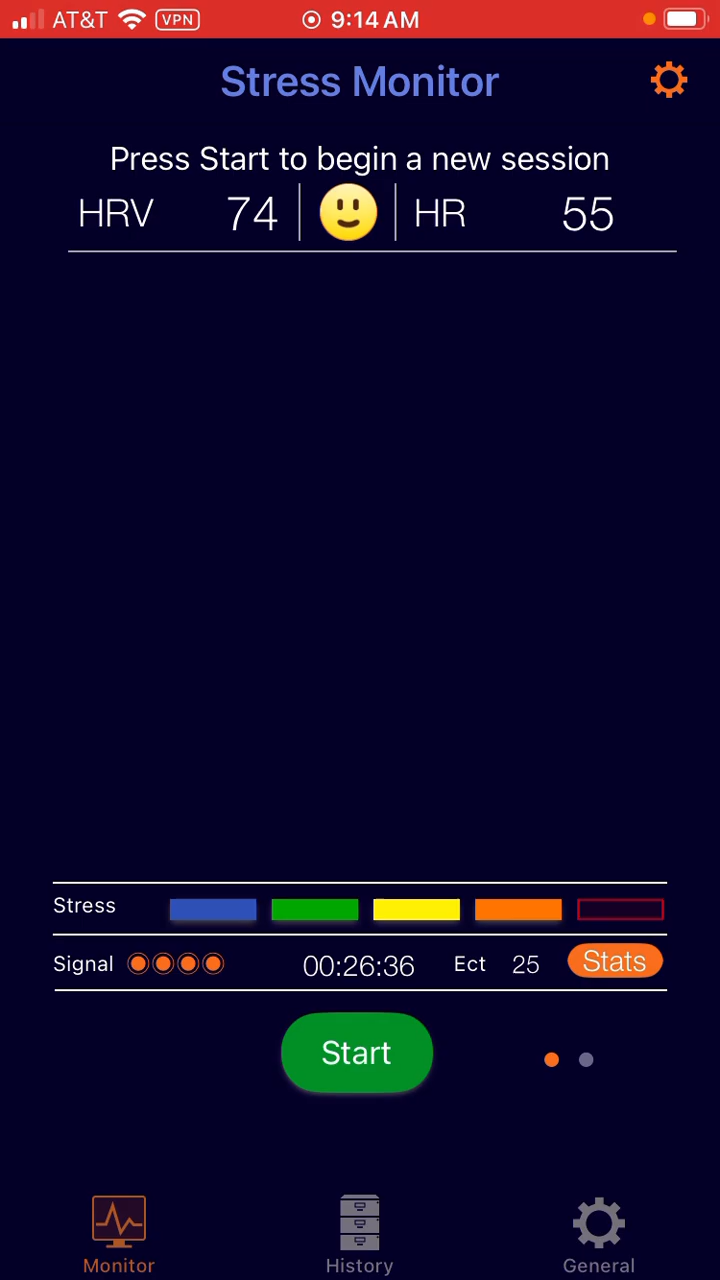 AT&T VPN 9:14 AM
Stress Monitor
Press Start to begin a new session
HRV 74 HR 55
Stress
Signal 00:26:36 Ect 25 Stats
Start
Monitor History General